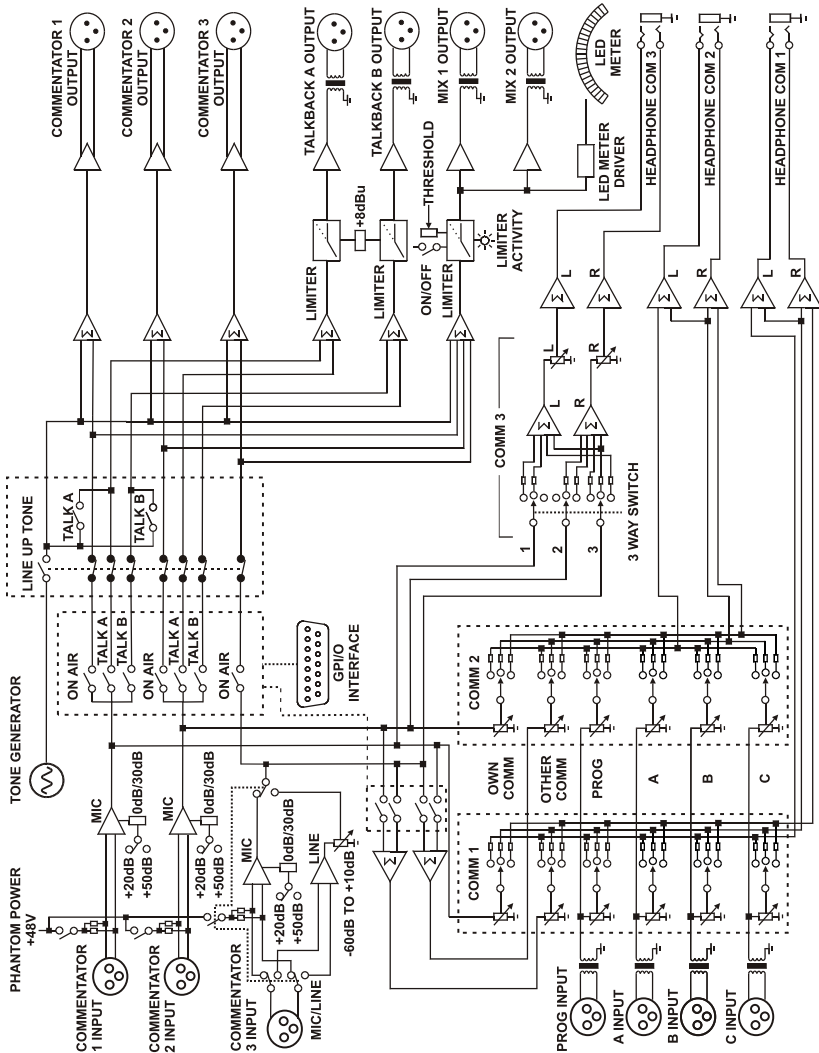 COMMENTATOR 1
OUTPUT
COMMENTATOR 2
OUTPUT
COMMENTATOR 3
OUTPUT
TALKBACK A OUTPUT
TALKBACK B OUTPUT
MIX 1 OUTPUT
MIX 2 OUTPUT
LED
METER
LED METER
DRIVER
HEADPHONE COM 3
HEADPHONE COM 2
HEADPHONE COM 1
+8dBu
THRESHOLD
ON/OFF
LIMITER
LIMITER
LIMITER
LIMITER
ACTIVITY
Σ
Σ
Σ
Σ
Σ
Σ
Σ
L
Σ
R
Σ
L
Σ
R
Σ
L
Σ
R
L
R
COMM 3
Σ
L
Σ
R
1
2
3
3 WAY SWITCH
LINE UP TONE
TALK A
TALK B
ON AIR
TALK A
TALK B
ON AIR
TALK A
TALK B
ON AIR
GPI/O
INTERFACE
TONE GENERATOR
PHANTOM POWER
+48V
MIC
0dB/30dB
+20dB
+50dB
MIC
0dB/30dB
+20dB
+50dB
MIC
0dB/30dB
+20dB
+50dB
LINE
-60dB TO +10dB
COMMENTATOR
1 INPUT
COMMENTATOR
2 INPUT
COMMENTATOR
3 INPUT
MIC/LINE
Σ
Σ
COMM 2
OWN
COMM
OTHER
COMM
PROG
A
B
C
COMM 1
PROG INPUT
A INPUT
B INPUT
C INPUT